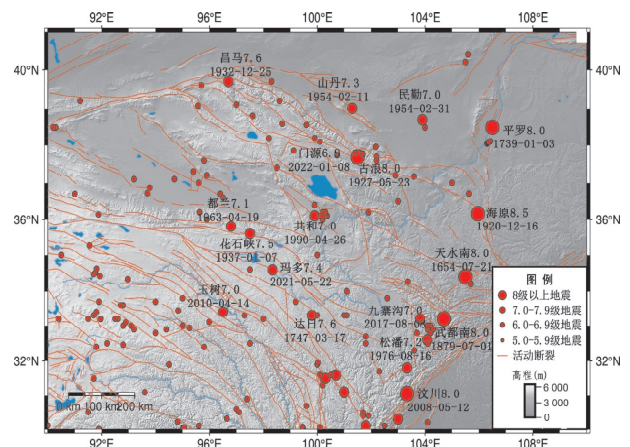 92°E
96°E
100°E
104°E
108°E
40°N
36°N
32°N
40°N
36°N
32°N
昌马7.6
1932-12-25
山丹7.3
1954-02-11
民勤7.0
1954-02-31
平罗8.0
1739-01-03
门源6.9
2022-01-08
古浪8.0
1927-05-23
都兰7.1
1963-04-19
共和7.0
1990-04-26
海原8.5
1920-12-16
花石峡7.5
1937-01-07
玛多7.4
2021-05-22
天水南8.0
1654-07-21
玉树7.0
2010-04-14
达日7.6
1747-03-17
九寨沟7.0
2017-08-08
武都南8.0
1879-07-01
松潘7.2
1976-08-16
汶川8.0
2008-05-12
图 例
8级以上地震
7.0-7.9级地震
6.0-6.9级地震
5.0-5.9级地震
活动断裂
高程(m)
6 000
3 000
0
0 km 100 km 200 km
92°E
96°E
100°E
104°E
108°E